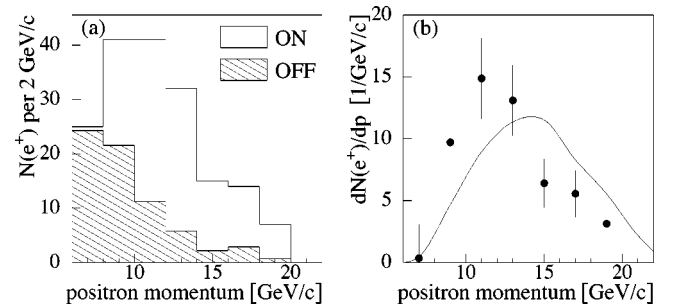 (a)
ON
OFF
N(e⁺) per 2 GeV/c
40
30
20
10
0
10
15
20
positron momentum [GeV/c]
(b)
dN(e⁺)/dp [1/GeV/c]
20
15
10
5
0
10
15
20
positron momentum [GeV/c]